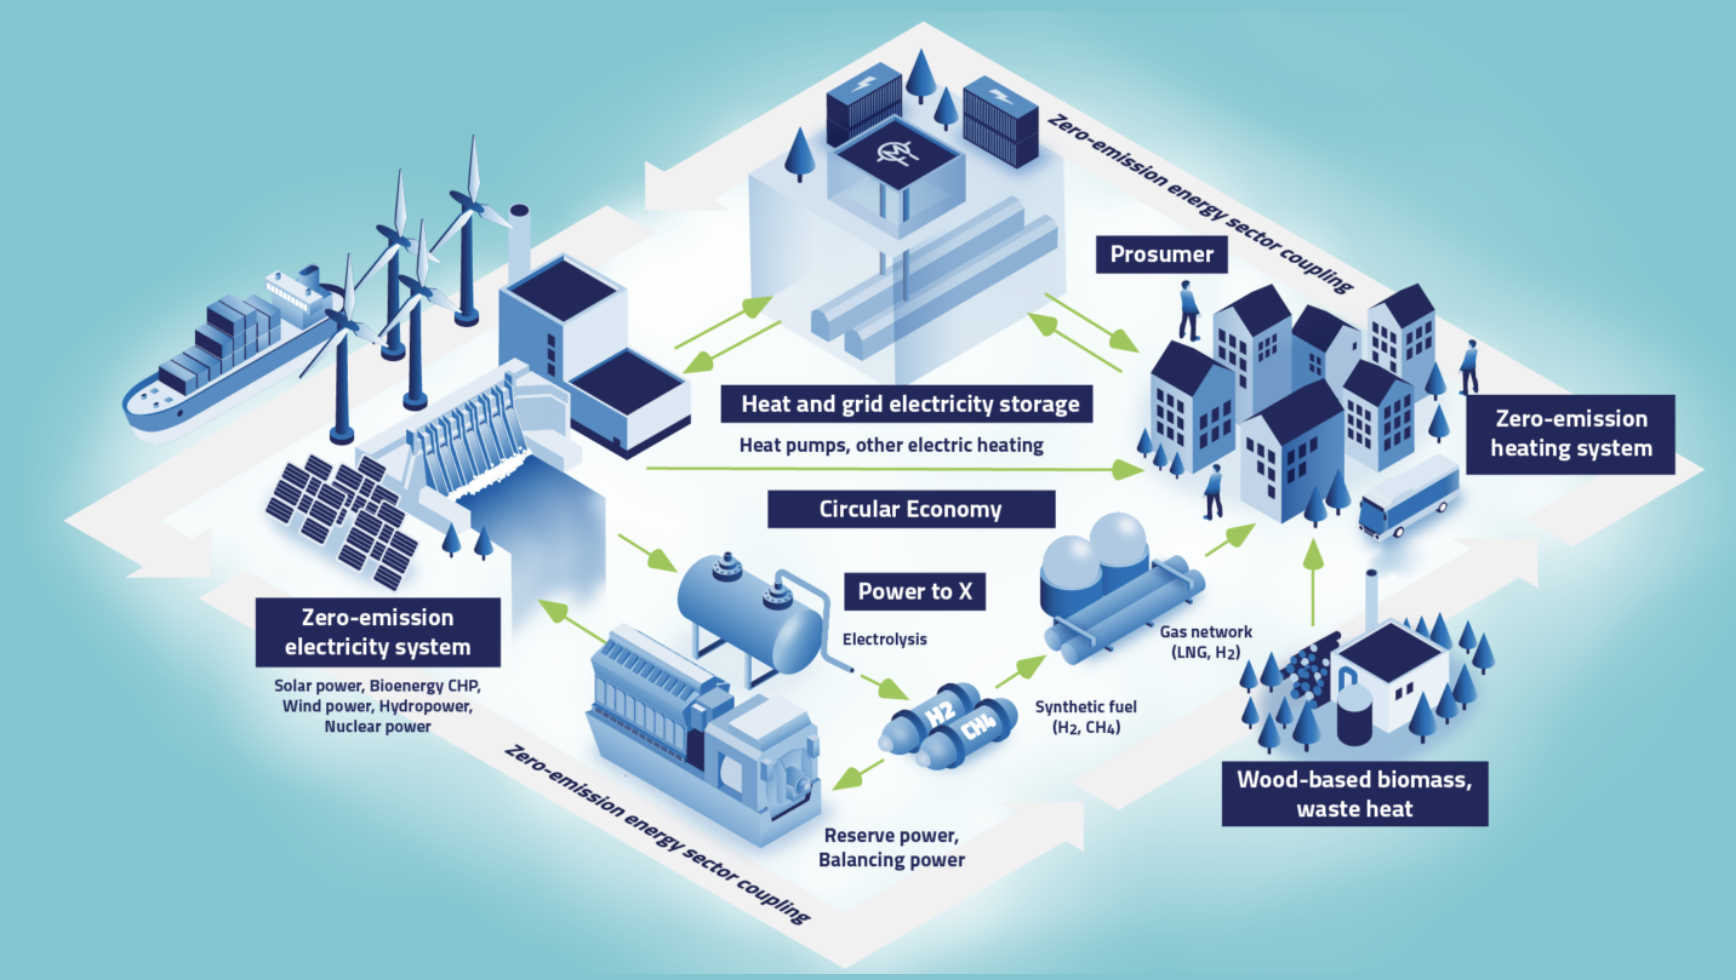 Zero-emission energy sector coupling
Prosumer
Heat and grid electricity storage
Heat pumps, other electric heating
Zero-emission
heating system
Circular Economy
Power to X
Electrolysis
Zero-emission
electricity system
Solar power, Bioenergy CHP,
Wind power, Hydropower,
Nuclear power
Gas network
(LNG, H2)
H2
CH4
Synthetic fuel
(H2, CH4)
Wood-based biomass,
waste heat
Reserve power,
Balancing power
Zero-emission energy sector coupling